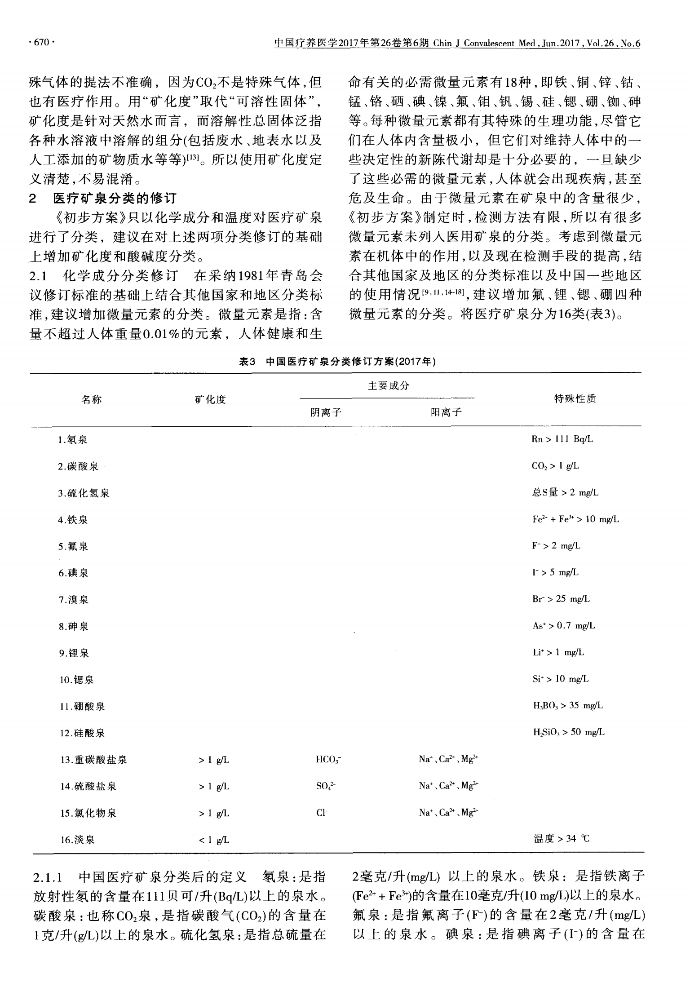 ·670·
中国疗养医学2017年第26卷第6期 Chin J Convalescent Med,Jun.2017,Vol.26,No.6
殊气体的提法不准确，因为CO₂不是特殊气体,但
也有医疗作用。用“矿化度”取代“可溶性固体”，
矿化度是针对天然水而言，而溶解性总固体泛指
各种水溶液中溶解的组分(包括废水、地表水以及
人工添加的矿物质水等等)[13]。所以使用矿化度定
义清楚,不易混淆。
2 医疗矿泉分类的修订
《初步方案》只以化学成分和温度对医疗矿泉
进行了分类，建议在对上述两项分类修订的基础
上增加矿化度和酸碱度分类。
2.1 化学成分分类修订 在采纳1981年青岛会
议修订标准的基础上结合其他国家和地区分类标
准,建议增加微量元素的分类。微量元素是指:含
量不超过人体重量0.01%的元素，人体健康和生
命有关的必需微量元素有18种,即铁、铜、锌、钴、
锰、铬、硒、碘、镍、氟、钼、钒、锡、硅、锶、硼、铷、砷
等。每种微量元素都有其特殊的生理功能,尽管它
们在人体内含量极小，但它们对维持人体中的一
些决定性的新陈代谢却是十分必要的，一旦缺少
了这些必需的微量元素,人体就会出现疾病,甚至
危及生命。由于微量元素在矿泉中的含量很少，
《初步方案》制定时,检测方法有限,所以有很多
微量元素未列入医用矿泉的分类。考虑到微量元
素在机体中的作用,以及现在检测手段的提高,结
合其他国家及地区的分类标准以及中国一些地区
的使用情况[9,11,14-18],建议增加氟、锂、锶、硼四种
微量元素的分类。将医疗矿泉分为16类(表3)。
表3 中国医疗矿泉分类修订方案(2017年)
名称 矿化度 主要成分 特殊性质
阴离子 阳离子
1.氡泉 Rn > 111 Bq/L
2.碳酸泉 CO₂ > 1 g/L
3.硫化氢泉 总S量 > 2 mg/L
4.铁泉 Fe²⁺ + Fe³⁺ > 10 mg/L
5.氟泉 F⁻ > 2 mg/L
6.碘泉 I⁻ > 5 mg/L
7.溴泉 Br⁻ > 25 mg/L
8.砷泉 As⁺ > 0.7 mg/L
9.锂泉 Li⁺ > 1 mg/L
10.锶泉 Si⁺ > 10 mg/L
11.硼酸泉 H₃BO₃ > 35 mg/L
12.硅酸泉 H₂SiO₃ > 50 mg/L
13.重碳酸盐泉 > 1 g/L HCO₃⁻ Na⁺、Ca²⁺、Mg²⁺
14.硫酸盐泉 > 1 g/L SO₄²⁻ Na⁺、Ca²⁺、Mg²⁺
15.氯化物泉 > 1 g/L Cl⁻ Na⁺、Ca²⁺、Mg²⁺
16.淡泉 < 1 g/L 温度 > 34 ℃
2.1.1 中国医疗矿泉分类后的定义 氡泉:是指
放射性氡的含量在111贝可/升(Bq/L)以上的泉水。
碳酸泉:也称CO₂泉,是指碳酸气(CO₂)的含量在
1克/升(g/L)以上的泉水。硫化氢泉:是指总硫量在
2毫克/升(mg/L) 以上的泉水。铁泉：是指铁离子
(Fe²⁺ + Fe³⁺)的含量在10毫克/升(10 mg/L)以上的泉水。
氟泉:是指氟离子(F⁻)的含量在2毫克/升(mg/L)
以上的泉水。碘泉:是指碘离子(I⁻)的含量在